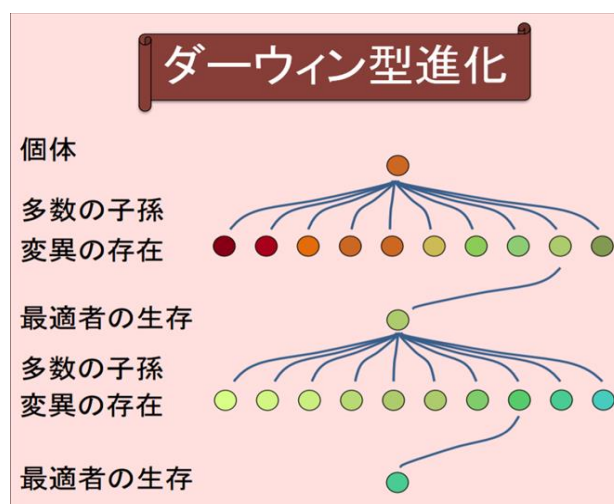 ダーウィン型進化
個体
多数の子孫
変異の存在
最適者の生存
多数の子孫
変異の存在
最適者の生存